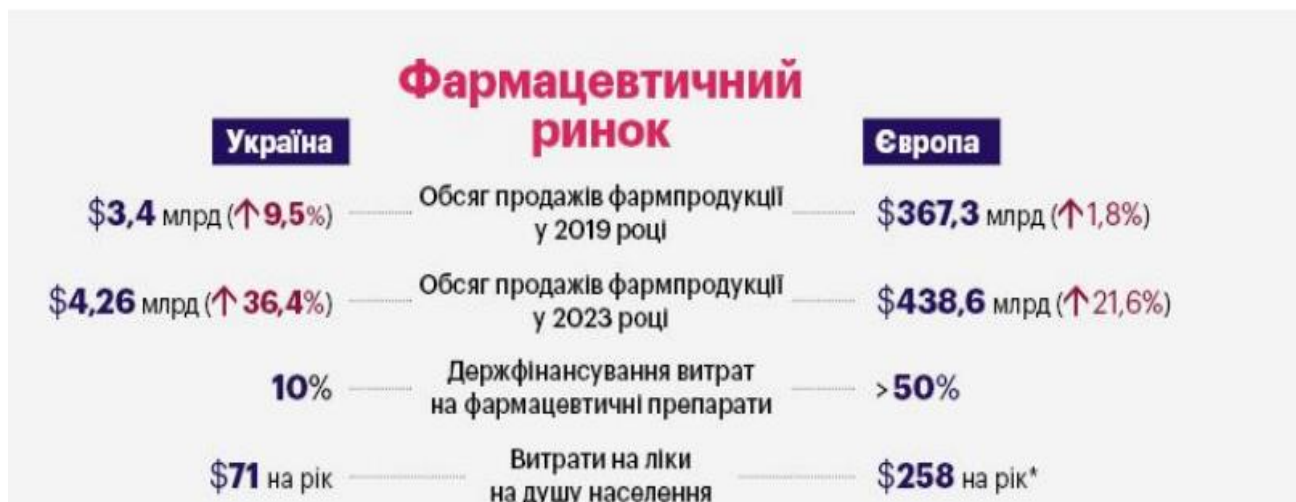 Фармацевтичний
ринок
Україна
Європа
$3,4 млрд (↑9,5%)
Обсяг продажів фармпродукції
у 2019 році
$367,3 млрд (↑1,8%)
$4,26 млрд (↑36,4%)
Обсяг продажів фармпродукції
у 2023 році
$438,6 млрд (↑21,6%)
10%
Держфінансування витрат
на фармацевтичні препарати
>50%
$71 на рік
Витрати на ліки
на душу населення
$258 на рік*